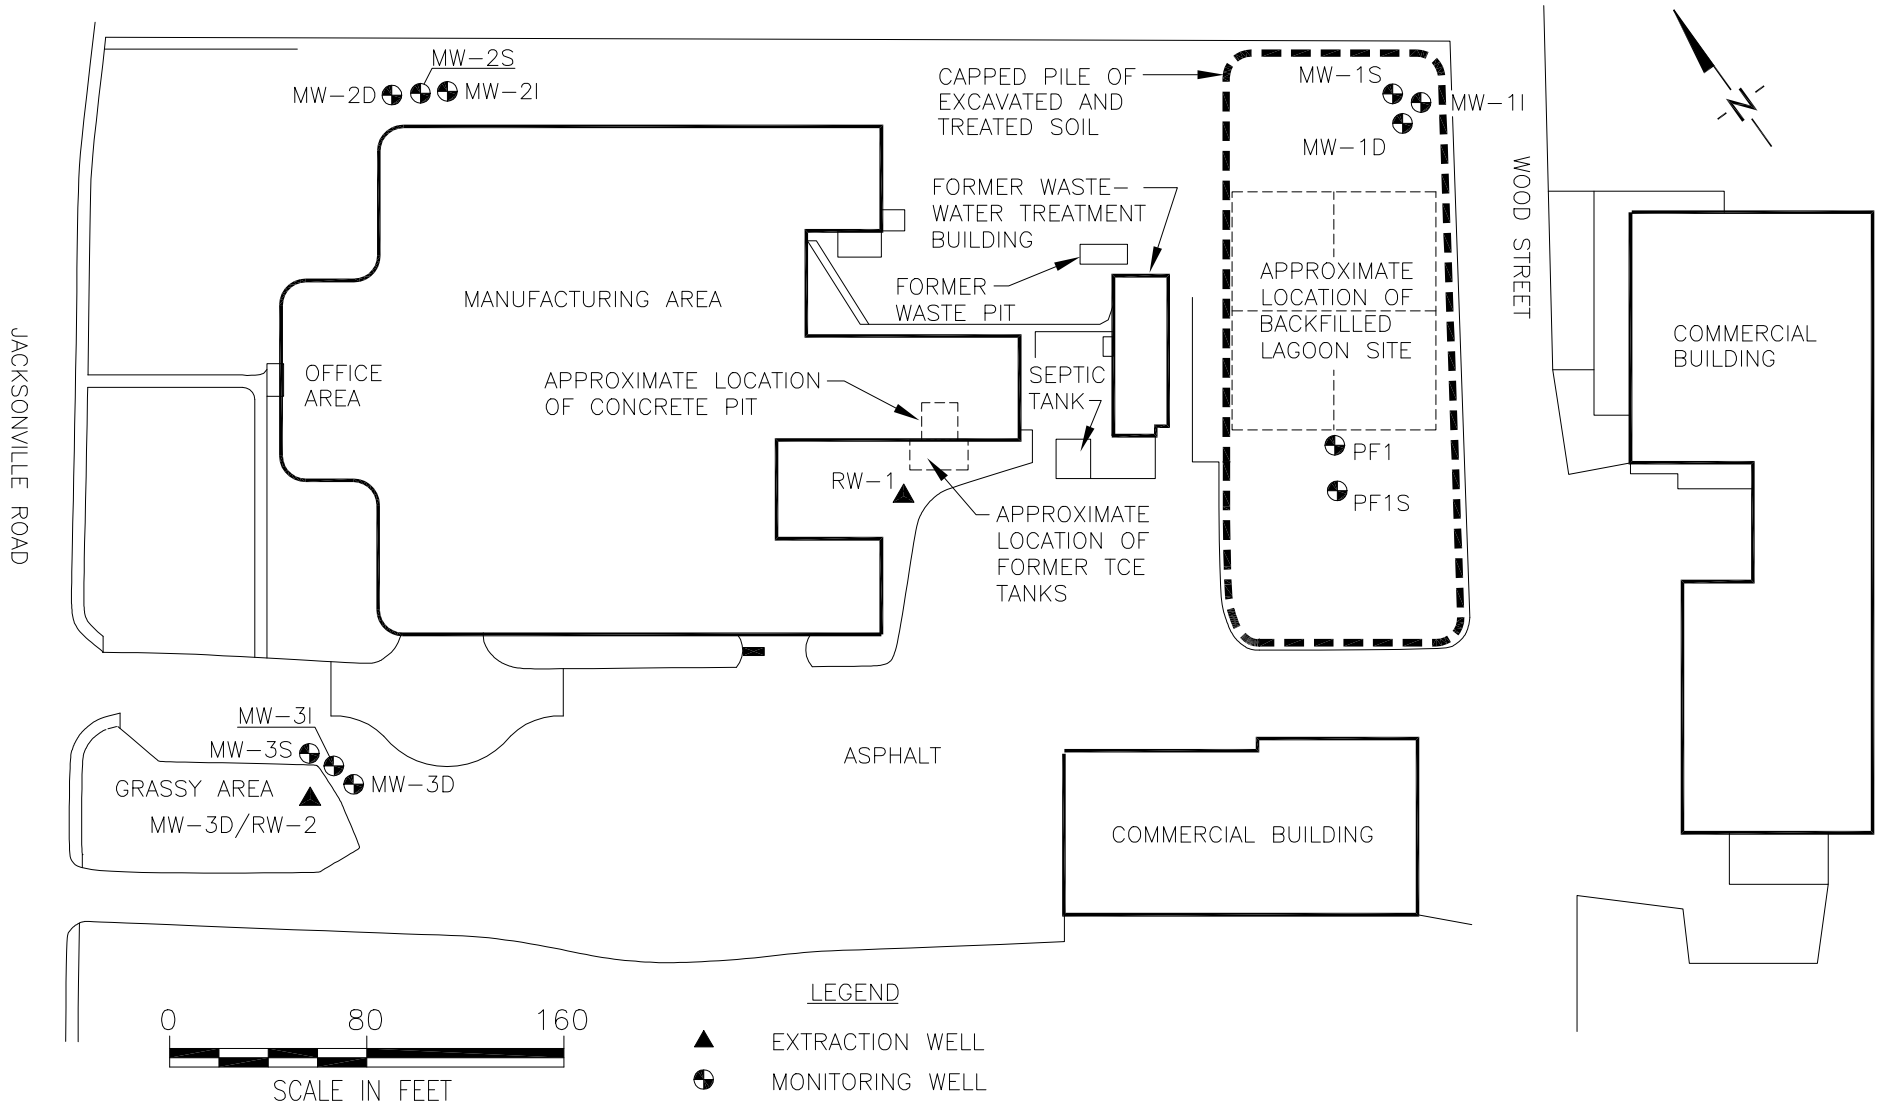 MW-2S
MW-2D
MW-2I
CAPPED PILE OF
EXCAVATED AND
TREATED SOIL
MW-1S
MW-1I
MW-1D
N
FORMER WASTE-
WATER TREATMENT
BUILDING
WOOD STREET
FORMER
WASTE PIT
MANUFACTURING AREA
APPROXIMATE
LOCATION OF
BACKFILLED
LAGOON SITE
COMMERCIAL
BUILDING
JACKSONVILLE ROAD
OFFICE
AREA
APPROXIMATE LOCATION
OF CONCRETE PIT
SEPTIC
TANK
PF1
RW-1
PF1S
APPROXIMATE
LOCATION OF
FORMER TCE
TANKS
MW-3I
MW-3S
MW-3D
GRASSY AREA
MW-3D/RW-2
ASPHALT
COMMERCIAL BUILDING
0 80 160
SCALE IN FEET
LEGEND
EXTRACTION WELL
MONITORING WELL